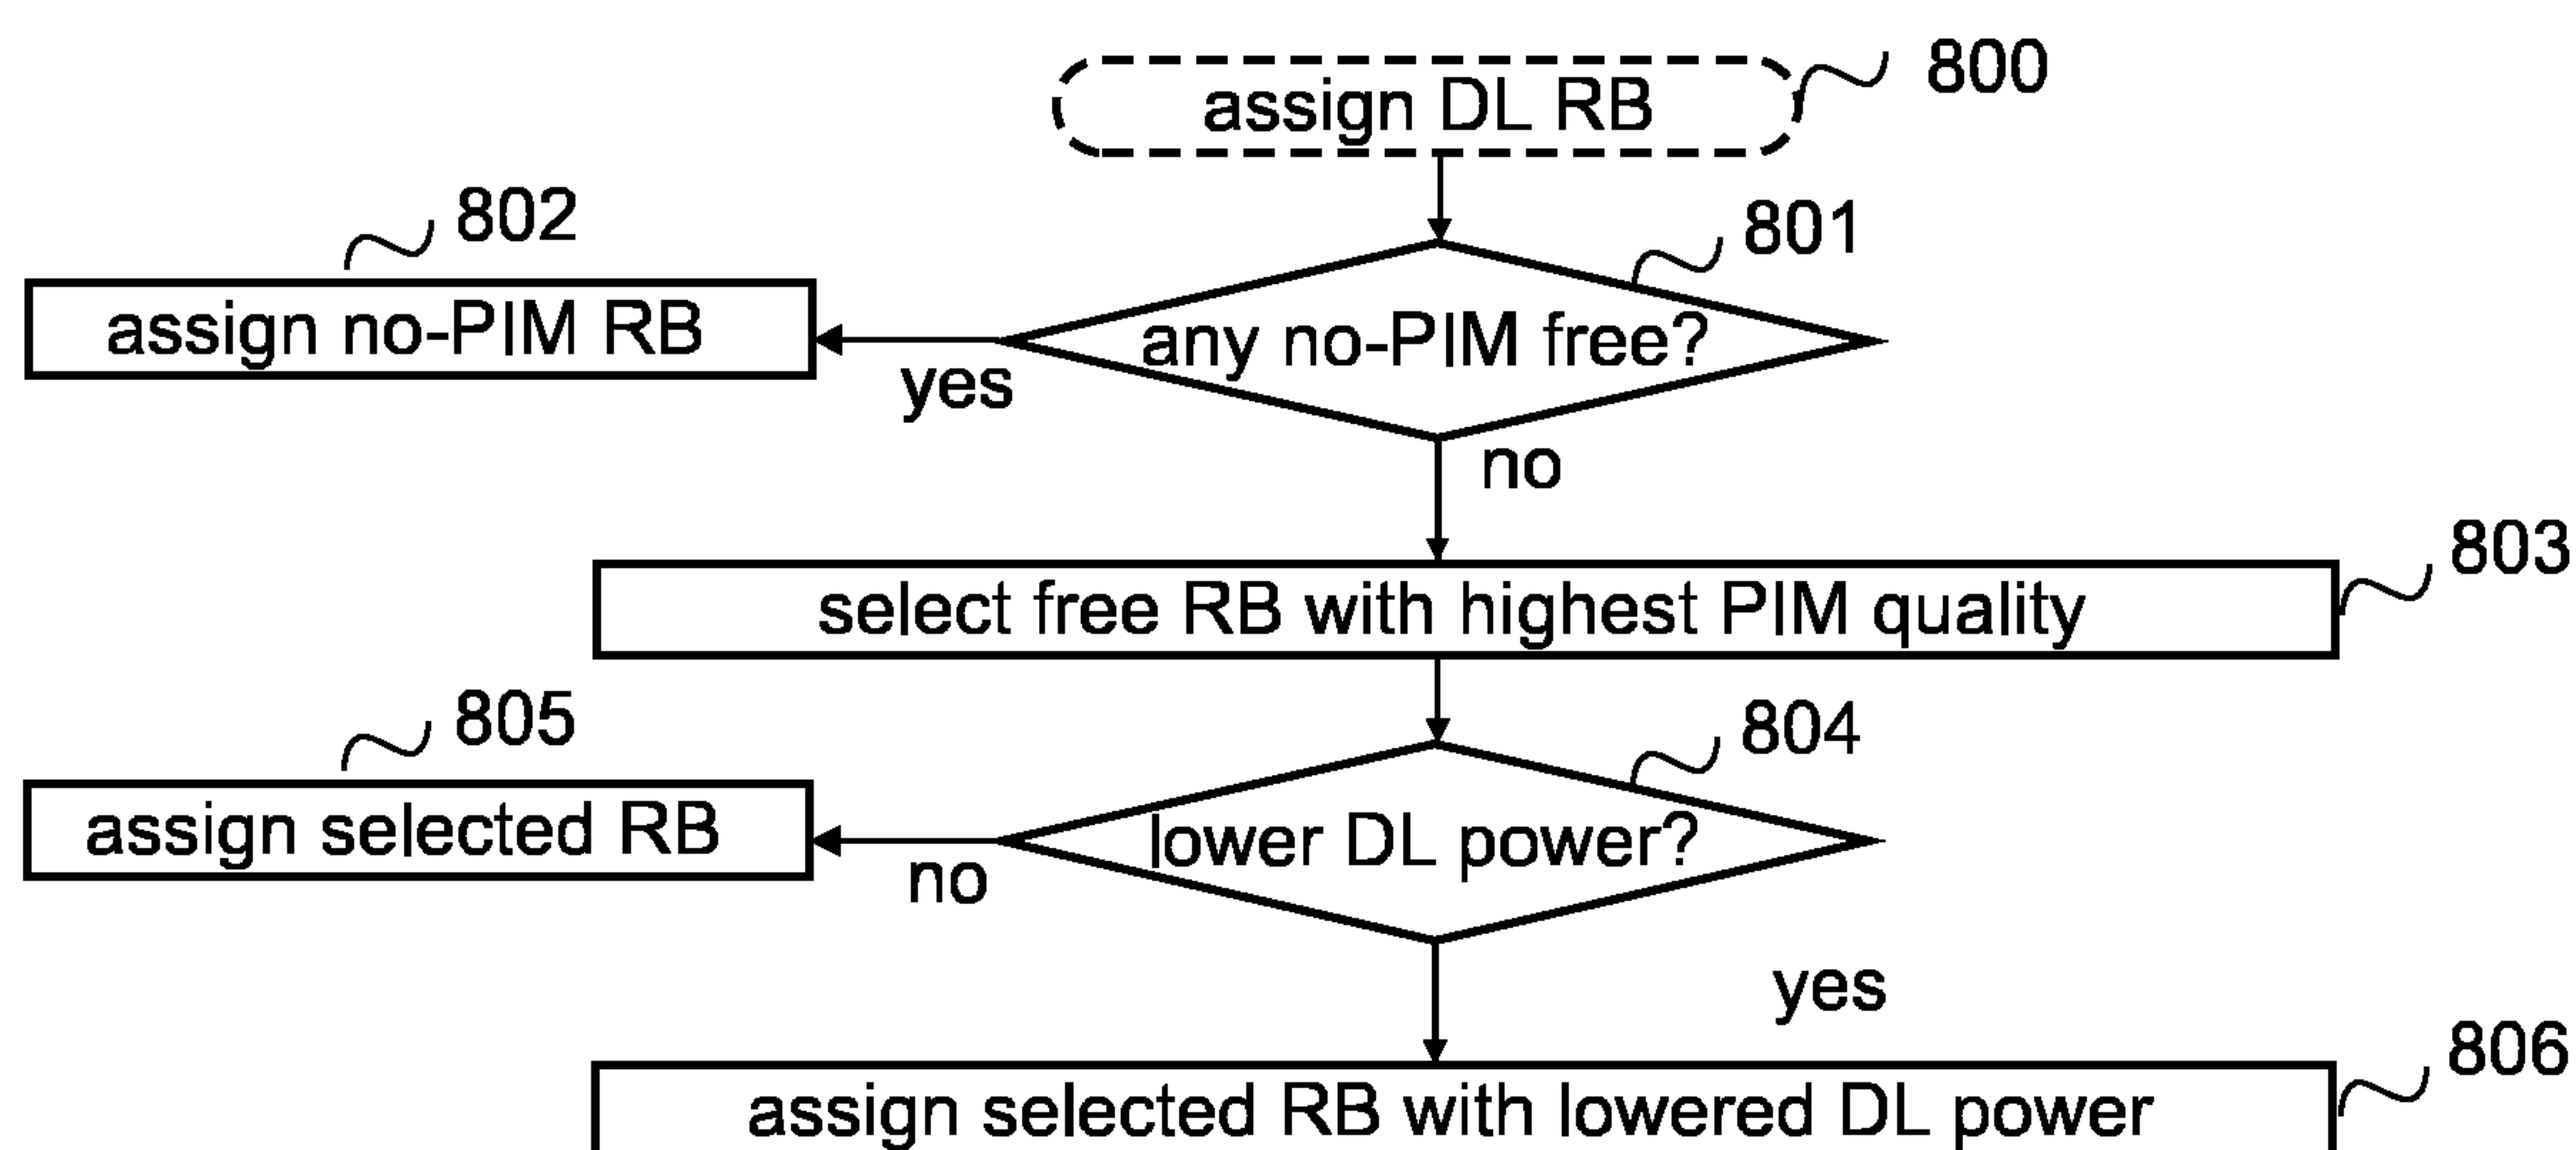 assign DL RB
800
802
801
assign no-PIM RB
any no-PIM free?
yes
no
803
select free RB with highest PIM quality
805
804
assign selected RB
lower DL power?
no
yes
806
assign selected RB with lowered DL power